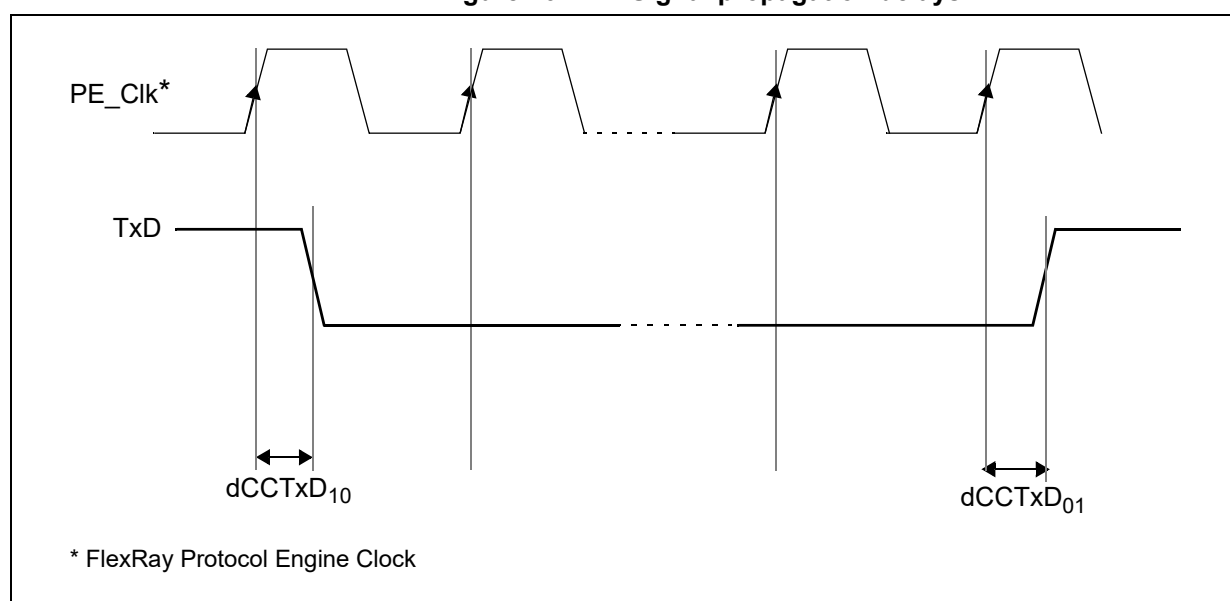 PE_Clk*
TxD
dCCTxD10
dCCTxD01
* FlexRay Protocol Engine Clock